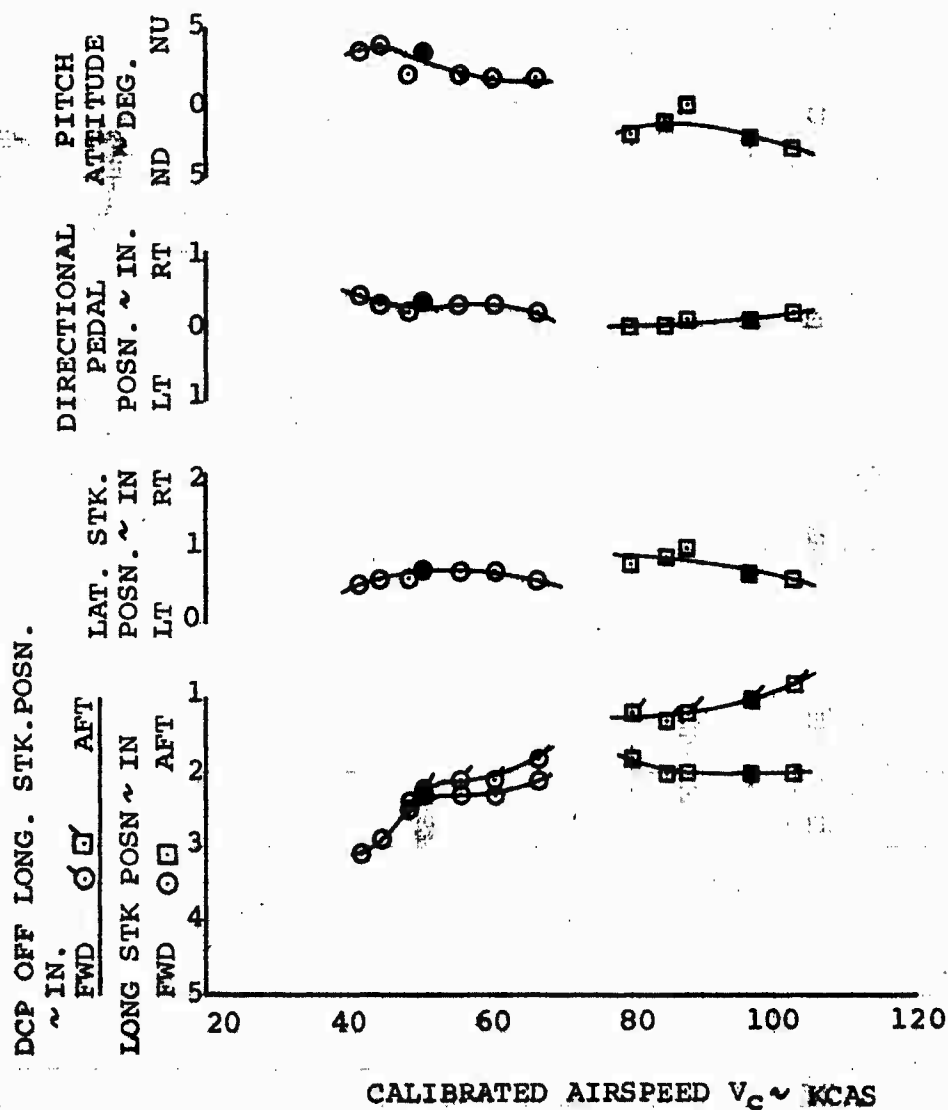 PITCH
ATTITUDE
~ DEG.
ND NU
5
0
5
DIRECTIONAL
PEDAL
POSN. ~ IN.
LT RT
1
0
1
LAT. STK.
POSN. ~ IN
LT RT
2
1
0
DCP OFF LONG. STK.POSN.
~ IN.
FWD AFT
LONG STK POSN ~ IN
FWD AFT
1
2
3
4
5
20 40 60 80 100 120
CALIBRATED AIRSPEED Vc ~ KCAS